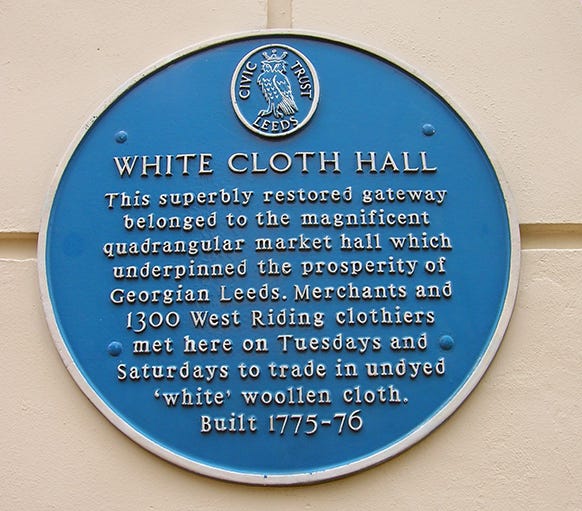 CIVIC TRUST
LEEDS
WHITE CLOTH HALL
This superbly restored gateway
belonged to the magnificent
quadrangular market hall which
underpinned the prosperity of
Georgian Leeds. Merchants and
1300 West Riding clothiers
met here on Tuesdays and
Saturdays to trade in undyed
‘white’ woollen cloth.
Built 1775-76